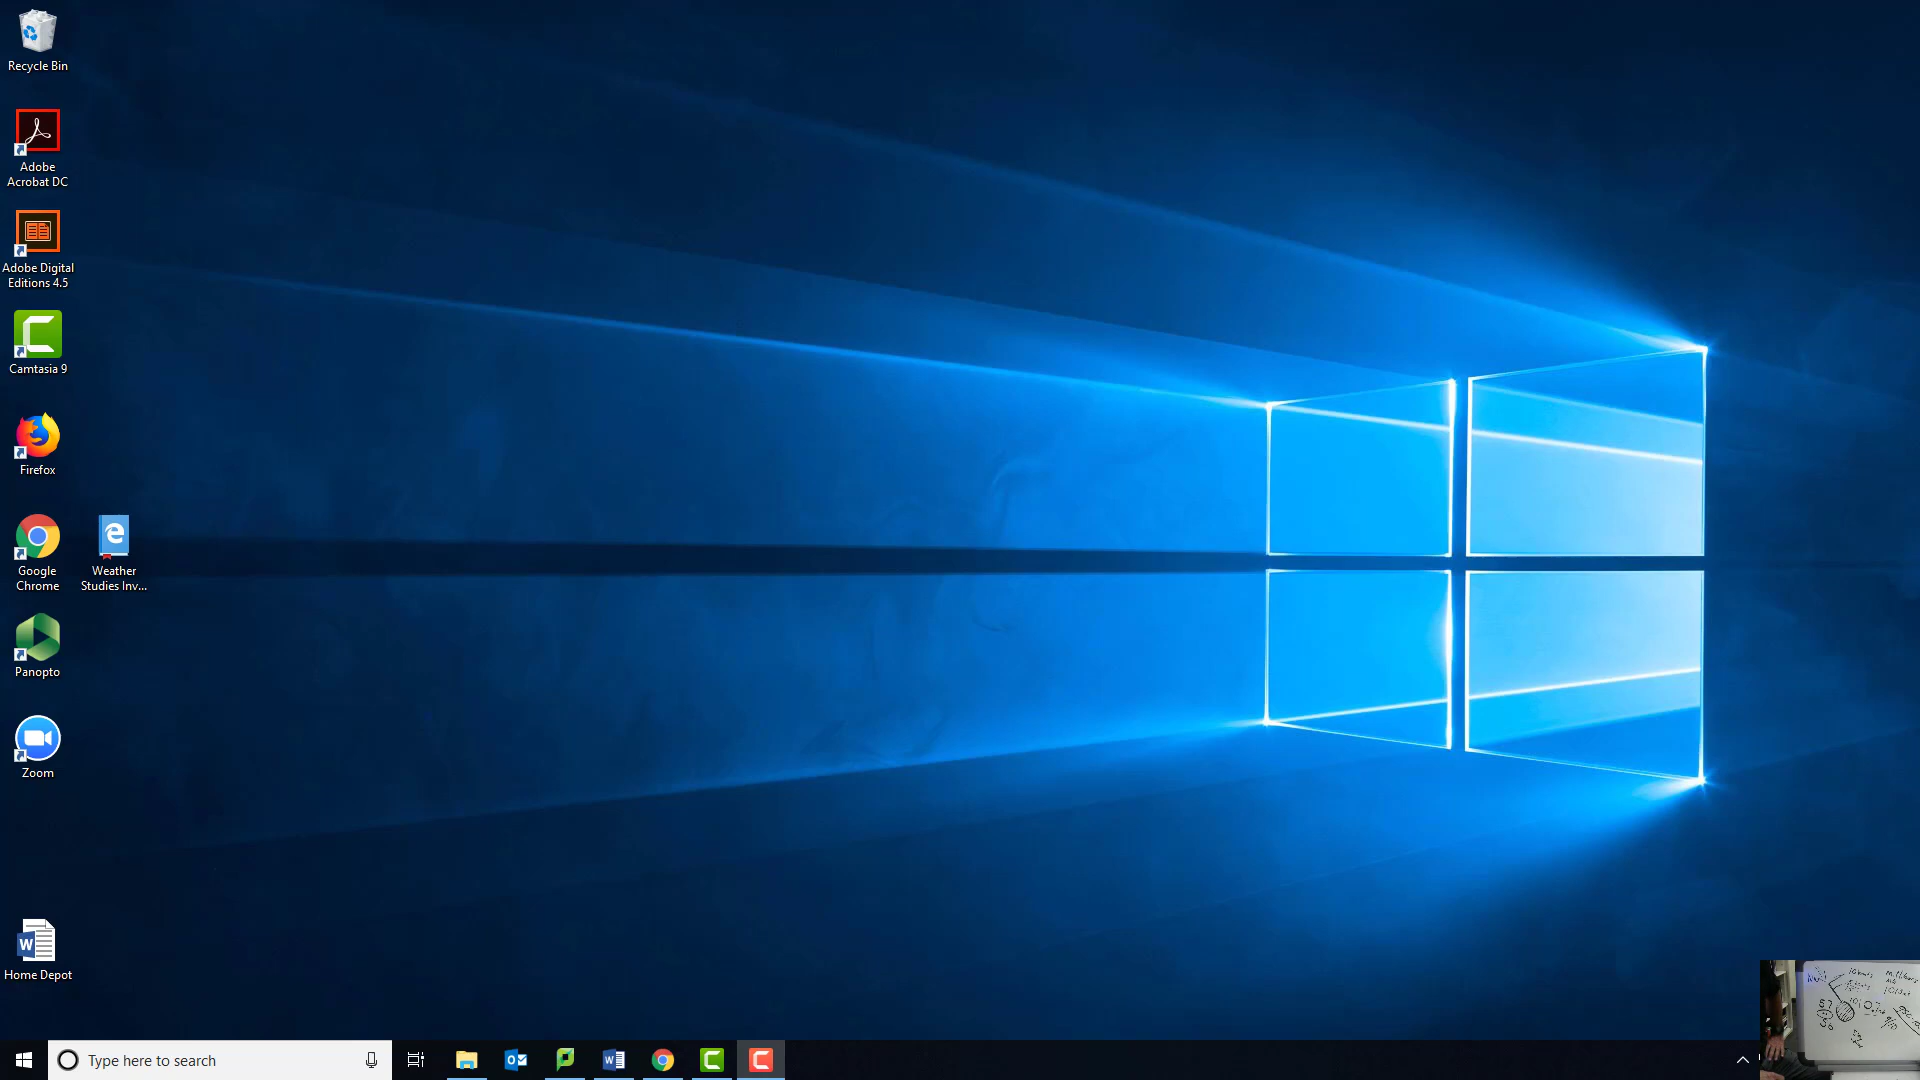 Recycle Bin
Adobe
Acrobat DC
Adobe Digital
Editions 4.5
Camtasia 9
Firefox
Google
Chrome
Weather
Studies Inv...
Panopto
Zoom
Home Depot
Type here to search